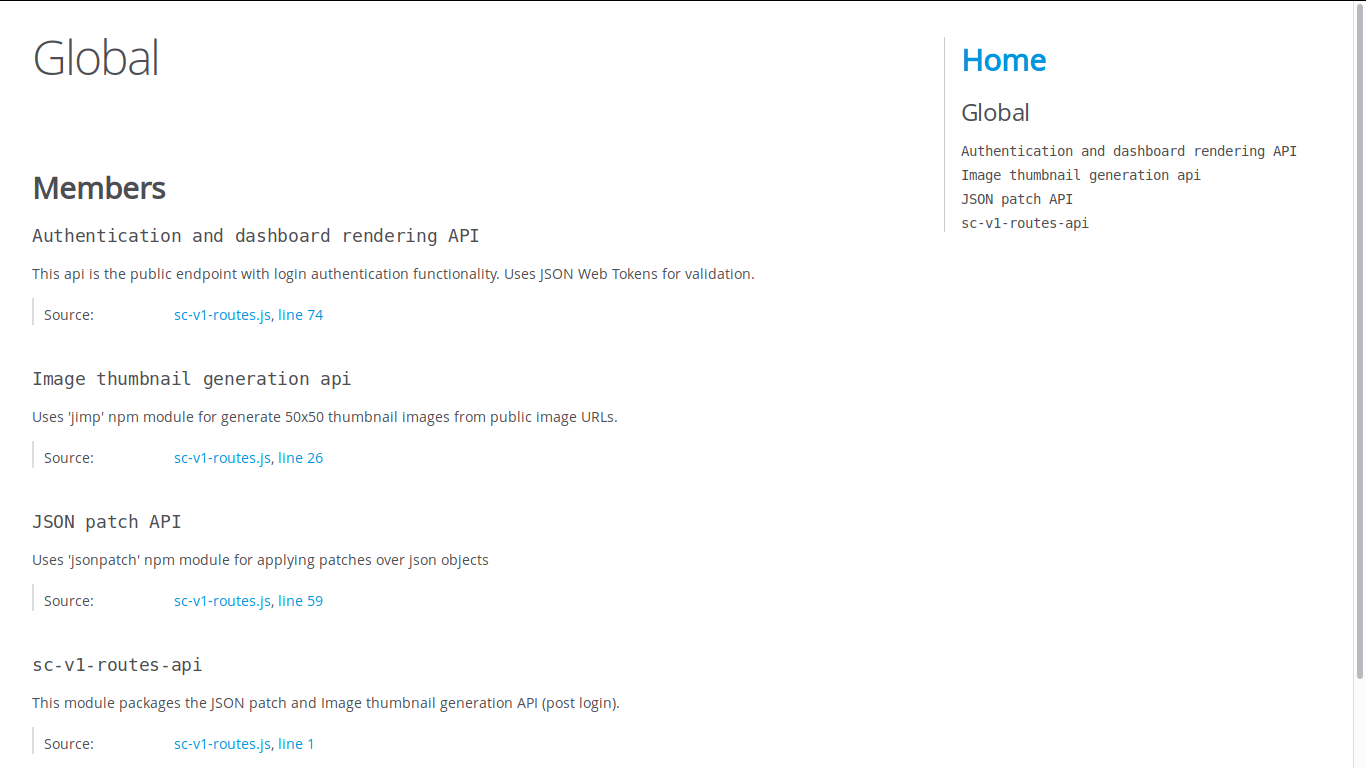 Global
Members
Authentication and dashboard rendering API
This api is the public endpoint with login authentication functionality. Uses JSON Web Tokens for validation.
Source: sc-v1-routes.js, line 74
Image thumbnail generation api
Uses 'jimp' npm module for generate 50x50 thumbnail images from public image URLs.
Source: sc-v1-routes.js, line 26
JSON patch API
Uses 'jsonpatch' npm module for applying patches over json objects
Source: sc-v1-routes.js, line 59
sc-v1-routes-api
This module packages the JSON patch and Image thumbnail generation API (post login).
Source: sc-v1-routes.js, line 1
Home
Global
Authentication and dashboard rendering API
Image thumbnail generation api
JSON patch API
sc-v1-routes-api